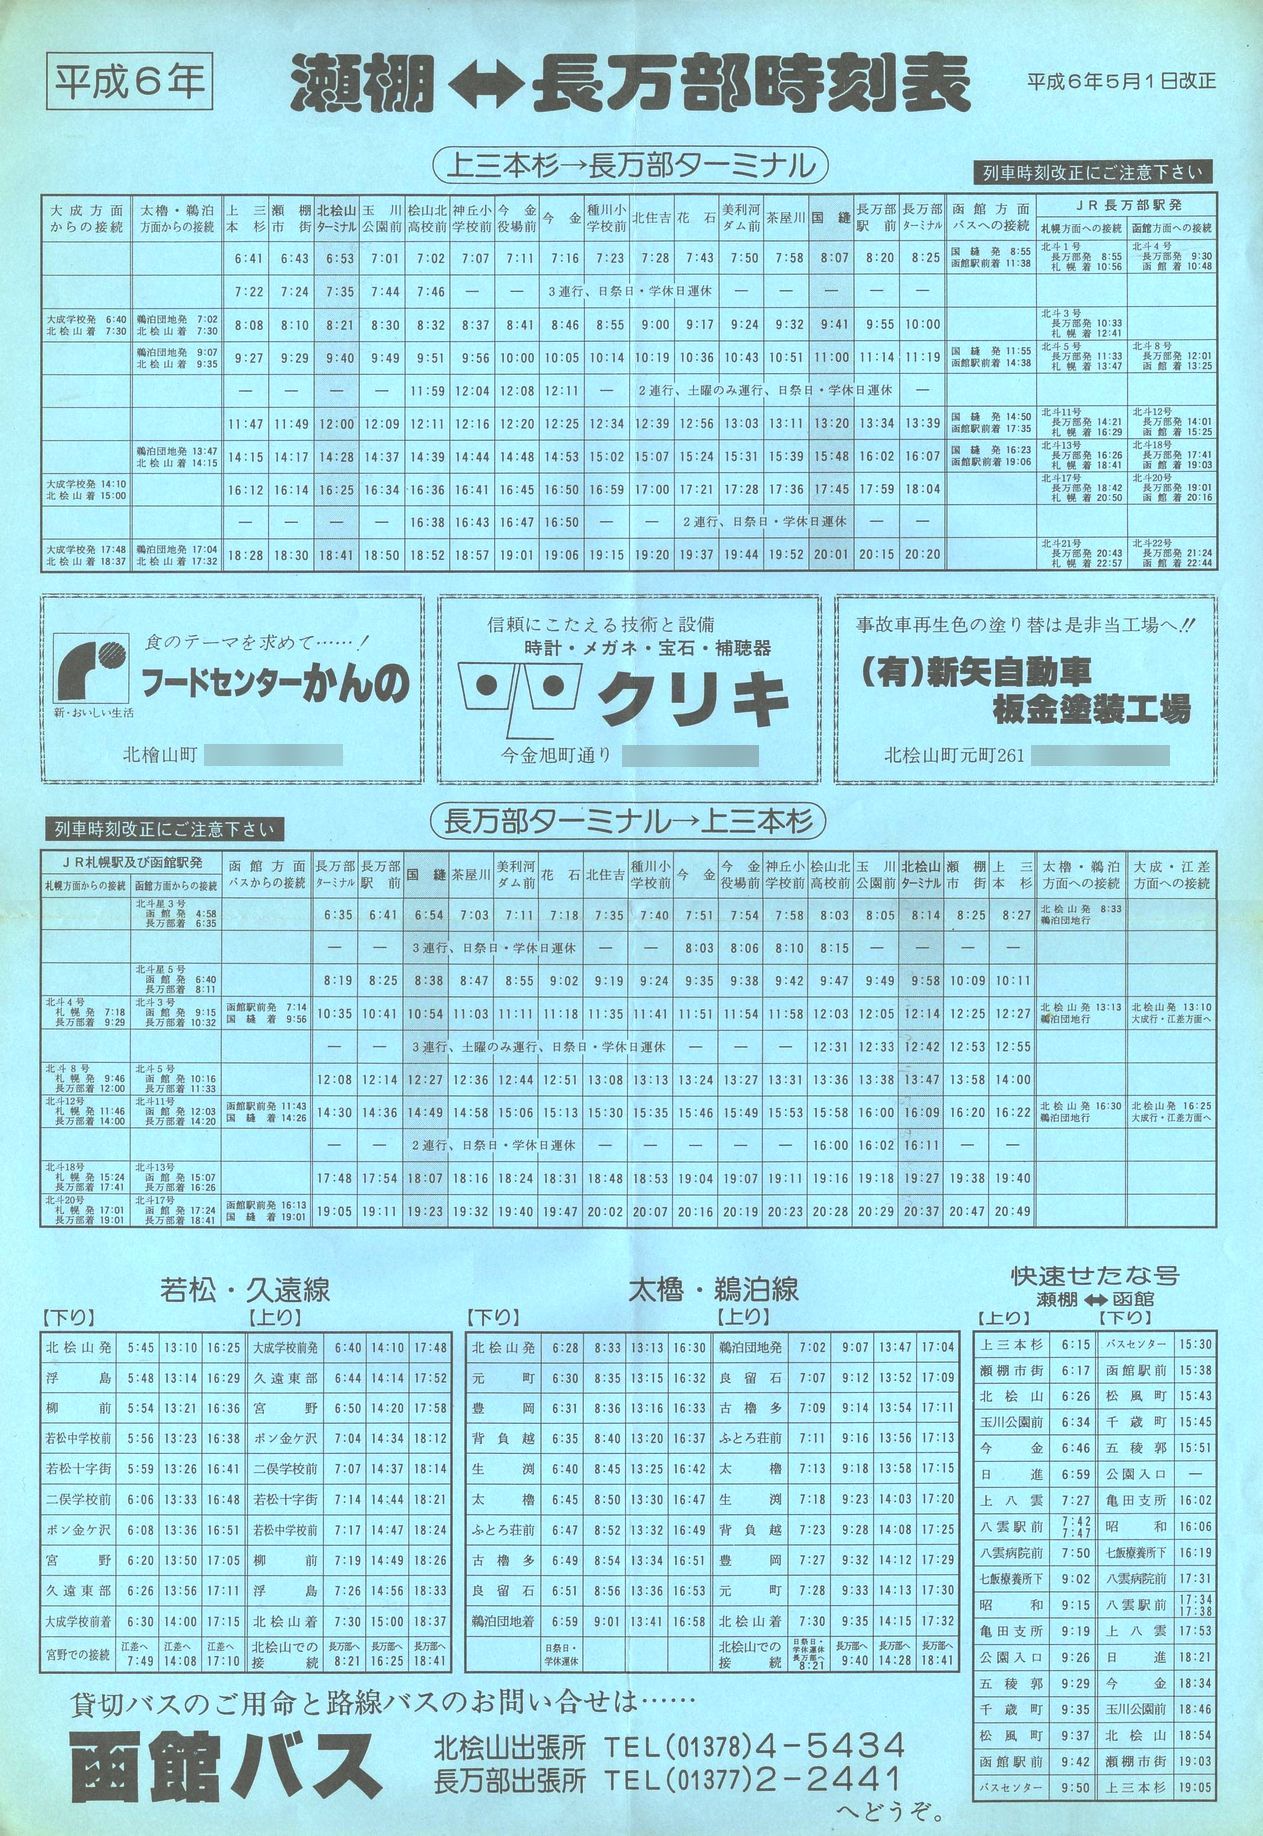 平成6年
瀬棚⟷長万部時刻表
平成6年5月1日改正
上三本杉→長万部ターミナル
列車時刻改正にご注意下さい
大成方面からの接続 太櫓・鵜泊方面からの接続 上三本杉 瀬棚市街 北桧山ターミナル 玉川公園前 桧山北高校前 神丘小学校前 今金役場前 今金 種川小学校前 北住吉 花石 美利河ダム前 茶屋川 国縫 長万部駅前 長万部ターミナル 函館方面バスへの接続 JR長万部駅発 札幌方面への接続 函館方面への接続
6:41 6:43 6:53 7:01 7:02 7:07 7:11 7:16 7:23 7:28 7:43 7:50 7:58 8:07 8:20 8:25 国縫発 8:55 函館駅前着 11:38 北斗1号 長万部発 8:55 札幌着 10:56 北斗4号 長万部発 9:30 函館着 10:48
7:22 7:24 7:35 7:44 7:46 — — 3連行、日祭日・学休日運休 — —
大成学校発 6:40 北桧山着 7:30 鵜泊団地発 7:02 北桧山着 7:30 8:08 8:10 8:21 8:30 8:32 8:37 8:41 8:46 8:55 9:00 9:17 9:24 9:32 9:41 9:55 10:00 北斗3号 長万部発 10:33 札幌着 12:41
鵜泊団地発 9:07 北桧山着 9:35 9:27 9:29 9:40 9:49 9:51 9:56 10:00 10:05 10:14 10:19 10:36 10:43 10:51 11:00 11:14 11:19 国縫発 11:55 函館駅前着 14:38 北斗5号 長万部発 11:33 札幌着 13:47 北斗8号 長万部発 12:01 函館着 13:25
— — — — 11:59 12:04 12:08 12:11 — 2連行、土曜のみ運行、日祭日・学休日運休 —
11:47 11:49 12:00 12:09 12:11 12:16 12:20 12:25 12:34 12:39 12:56 13:03 13:11 13:20 13:34 13:39 国縫発 14:50 函館駅前着 17:35 北斗11号 長万部発 14:21 札幌着 16:29 北斗12号 長万部発 14:01 函館着 15:25
鵜泊団地発 13:47 北桧山着 14:15 14:15 14:17 14:28 14:37 14:39 14:44 14:48 14:53 15:02 15:07 15:24 15:31 15:39 15:48 16:02 16:07 国縫発 16:23 函館駅前着 19:06 北斗13号 長万部発 16:26 札幌着 18:41 北斗18号 長万部発 17:41 函館着 19:03
大成学校発 14:10 北桧山着 15:00 16:12 16:14 16:25 16:34 16:36 16:41 16:45 16:50 16:59 17:00 17:21 17:28 17:36 17:45 17:59 18:04 北斗17号 長万部発 18:42 札幌着 20:50 北斗20号 長万部発 19:01 函館着 20:16
— — — — 16:38 16:43 16:47 16:50 — — 2連行、日祭日・学休日運休 — —
大成学校発 17:48 北桧山着 18:37 鵜泊団地発 17:04 北桧山着 17:32 18:28 18:30 18:41 18:50 18:52 18:57 19:01 19:06 19:15 19:20 19:37 19:44 19:52 20:01 20:15 20:20 北斗21号 長万部発 20:43 札幌着 22:57 北斗22号 長万部発 21:24 函館着 22:44
食のテーマを求めて……!
フードセンターかんの
新・おいしい生活
北檜山町
信頼にこたえる技術と設備
時計・メガネ・宝石・補聴器
クリキ
今金旭町通り
事故車再生色の塗り替は是非当工場へ!!
(有)新矢自動車
板金塗装工場
北桧山町元町261
列車時刻改正にご注意下さい
長万部ターミナル→上三本杉
JR札幌駅及び函館駅発 札幌方面からの接続 函館方面からの接続 函館方面バスからの接続 長万部ターミナル 長万部駅前 国縫 茶屋川 美利河ダム前 花石 北住吉 種川小学校前 今金 今金役場前 神丘小学校前 桧山北高校前 玉川公園前 北桧山ターミナル 瀬棚市街 上三本杉 太櫓・鵜泊方面への接続 大成・江差方面への接続
北斗星3号 函館発 4:58 長万部着 6:35 6:35 6:41 6:54 7:03 7:11 7:18 7:35 7:40 7:51 7:54 7:58 8:03 8:05 8:14 8:25 8:27 北桧山発 8:33 鵜泊団地行
— — 3連行、日祭日・学休日運休 — — 8:03 8:06 8:10 8:15 — — — —
北斗星5号 函館発 6:40 長万部着 8:11 8:19 8:25 8:38 8:47 8:55 9:02 9:19 9:24 9:35 9:38 9:42 9:47 9:49 9:58 10:09 10:11
北斗4号 札幌発 7:18 長万部着 9:29 北斗3号 函館発 9:15 長万部着 10:32 函館駅前発 7:14 国縫着 9:56 10:35 10:41 10:54 11:03 11:11 11:18 11:35 11:41 11:51 11:54 11:58 12:03 12:05 12:14 12:25 12:27 北桧山発 13:13 鵜泊団地行 北桧山発 13:10 大成行・江差方面へ
— — 3連行、土曜のみ運行、日祭日・学休日運休 — — — 12:31 12:33 12:42 12:53 12:55
北斗8号 札幌発 9:46 長万部着 12:00 北斗5号 函館発 10:16 長万部着 11:33 12:08 12:14 12:27 12:36 12:44 12:51 13:08 13:13 13:24 13:27 13:31 13:36 13:38 13:47 13:58 14:00
北斗12号 札幌発 11:46 長万部着 14:00 北斗11号 函館発 12:03 長万部着 14:20 函館駅前発 11:43 国縫着 14:26 14:30 14:36 14:49 14:58 15:06 15:13 15:30 15:35 15:46 15:49 15:53 15:58 16:00 16:09 16:20 16:22 北桧山発 16:30 鵜泊団地行 北桧山発 16:25 大成行・江差方面へ
— — 2連行、日祭日・学休日運休 — — — — — 16:00 16:02 16:11 — —
北斗18号 札幌発 15:24 長万部着 17:41 北斗13号 函館発 15:07 長万部着 16:26 17:48 17:54 18:07 18:16 18:24 18:31 18:48 18:53 19:04 19:07 19:11 19:16 19:18 19:27 19:38 19:40
北斗20号 札幌発 17:01 長万部着 19:01 北斗17号 函館発 17:24 長万部着 18:41 函館駅前発 16:13 国縫着 19:01 19:05 19:11 19:23 19:32 19:40 19:47 20:02 20:07 20:16 20:19 20:23 20:28 20:29 20:37 20:47 20:49
若松・久遠線
【下り】 【上り】
北桧山発 5:45 13:10 16:25 大成学校前発 6:40 14:10 17:48
浮島 5:48 13:14 16:29 久遠東部 6:44 14:14 17:52
柳前 5:54 13:21 16:36 宮野 6:50 14:20 17:58
若松中学校前 5:56 13:23 16:38 ポン金ケ沢 7:04 14:34 18:12
若松十字街 5:59 13:26 16:41 二俣学校前 7:07 14:37 18:14
二俣学校前 6:06 13:33 16:48 若松十字街 7:14 14:44 18:21
ポン金ケ沢 6:08 13:36 16:51 若松中学校前 7:17 14:47 18:24
宮野 6:20 13:50 17:05 柳前 7:19 14:49 18:26
久遠東部 6:26 13:56 17:11 浮島 7:26 14:56 18:33
大成学校前着 6:30 14:00 17:15 北桧山着 7:30 15:00 18:37
宮野での接続 江差へ 7:49 江差へ 14:08 江差へ 17:10 北桧山での接続 長万部へ 8:21 長万部へ 16:25 長万部へ 18:41
太櫓・鵜泊線
【下り】 【上り】
北桧山発 6:28 8:33 13:13 16:30 鵜泊団地発 7:02 9:07 13:47 17:04
元町 6:30 8:35 13:15 16:32 良留石 7:07 9:12 13:52 17:09
豊岡 6:31 8:36 13:16 16:33 古櫓多 7:09 9:14 13:54 17:11
背負越 6:35 8:40 13:20 16:37 ふとろ荘前 7:11 9:16 13:56 17:13
生渕 6:40 8:45 13:25 16:42 太櫓 7:13 9:18 13:58 17:15
太櫓 6:45 8:50 13:30 16:47 生渕 7:18 9:23 14:03 17:20
ふとろ荘前 6:47 8:52 13:32 16:49 背負越 7:23 9:28 14:08 17:25
古櫓多 6:49 8:54 13:34 16:51 豊岡 7:27 9:32 14:12 17:29
良留石 6:51 8:56 13:36 16:53 元町 7:28 9:33 14:13 17:30
鵜泊団地着 6:59 9:01 13:41 16:58 北桧山着 7:30 9:35 14:15 17:32
日祭日・学休運休 北桧山での接続 日祭日・学休運休 長万部へ 8:21 長万部へ 9:40 長万部へ 14:28 長万部へ 18:41
快速せたな号
瀬棚⟷函館
【上り】 【下り】
上三本杉 6:15 バスセンター 15:30
瀬棚市街 6:17 函館駅前 15:38
北桧山 6:26 松風町 15:43
玉川公園前 6:34 千歳町 15:45
今金 6:46 五稜郭 15:51
日進 6:59 公園入口 —
上八雲 7:27 亀田支所 16:02
八雲駅前 7:42 7:47 昭和 16:06
八雲病院前 7:50 七飯療養所下 16:19
七飯療養所下 9:02 八雲病院前 17:31
昭和 9:15 八雲駅前 17:34 17:38
亀田支所 9:19 上八雲 17:53
公園入口 9:26 日進 18:21
五稜郭 9:29 今金 18:34
千歳町 9:35 玉川公園前 18:46
松風町 9:37 北桧山 18:54
函館駅前 9:42 瀬棚市街 19:03
バスセンター 9:50 上三本杉 19:05
貸切バスのご用命と路線バスのお問い合せは……
函館バス
北桧山出張所 TEL(01378)4-5434
長万部出張所 TEL(01377)2-2441
へどうぞ。